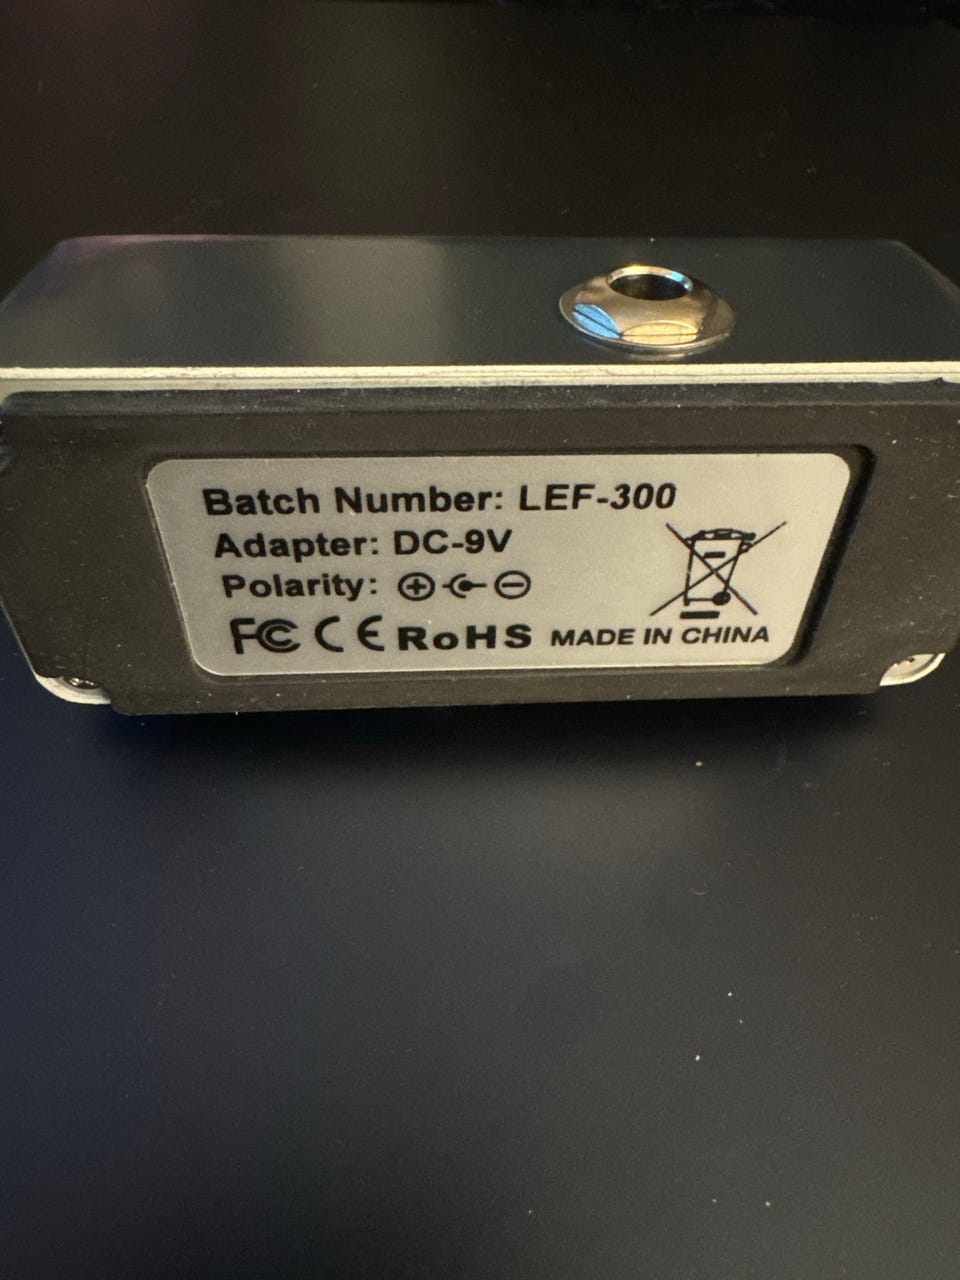 Batch Number: LEF-300
Adapter: DC-9V
Polarity:
FC CE RoHS MADE IN CHINA